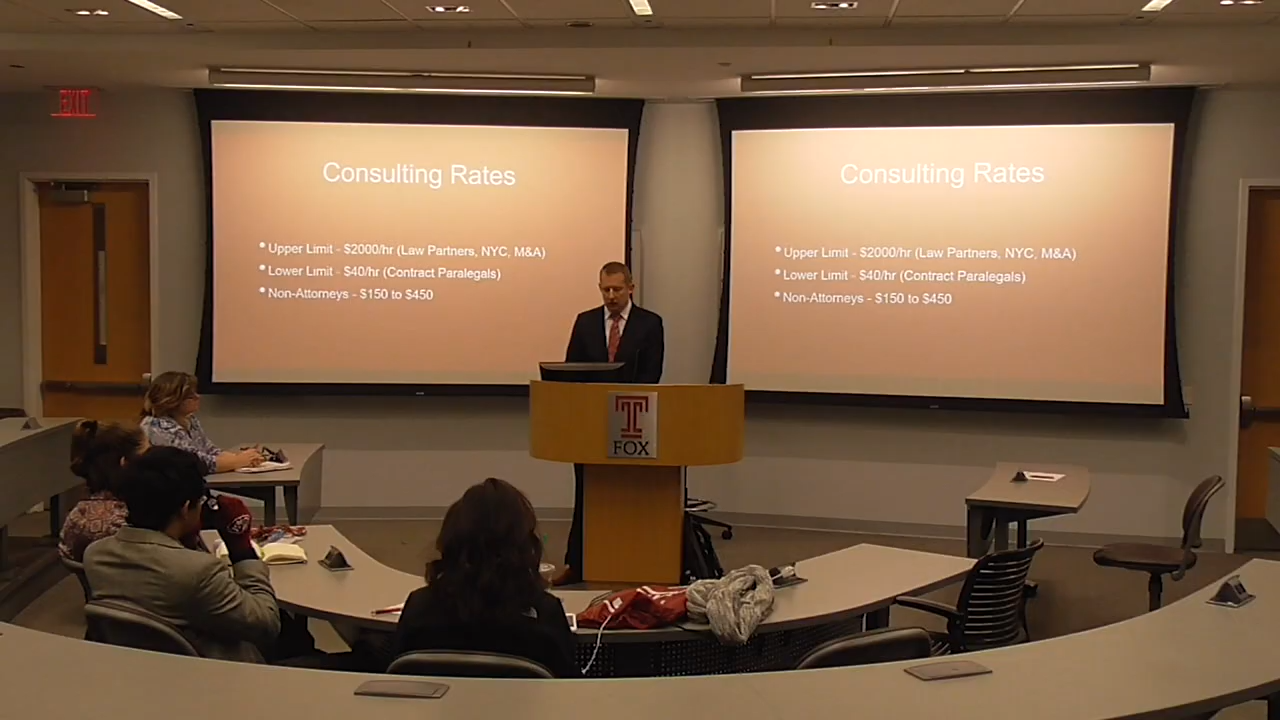 EXIT
Consulting Rates
• Upper Limit - $2000/hr (Law Partners, NYC, M&A)
• Lower Limit - $40/hr (Contract Paralegals)
• Non-Attorneys - $150 to $450
Consulting Rates
• Upper Limit - $2000/hr (Law Partners, NYC, M&A)
• Lower Limit - $40/hr (Contract Paralegals)
• Non-Attorneys - $150 to $450
T
FOX